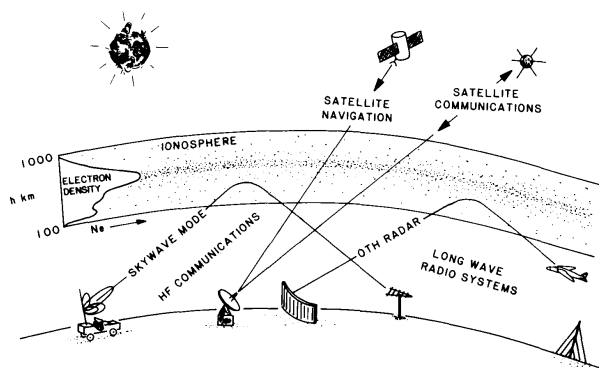 SATELLITE
NAVIGATION
SATELLITE
COMMUNICATIONS
IONOSPHERE
1000
ELECTRON
DENSITY
h km
100
Ne
SKYWAVE MODE
HF COMMUNICATIONS
OTH RADAR
LONG WAVE
RADIO SYSTEMS